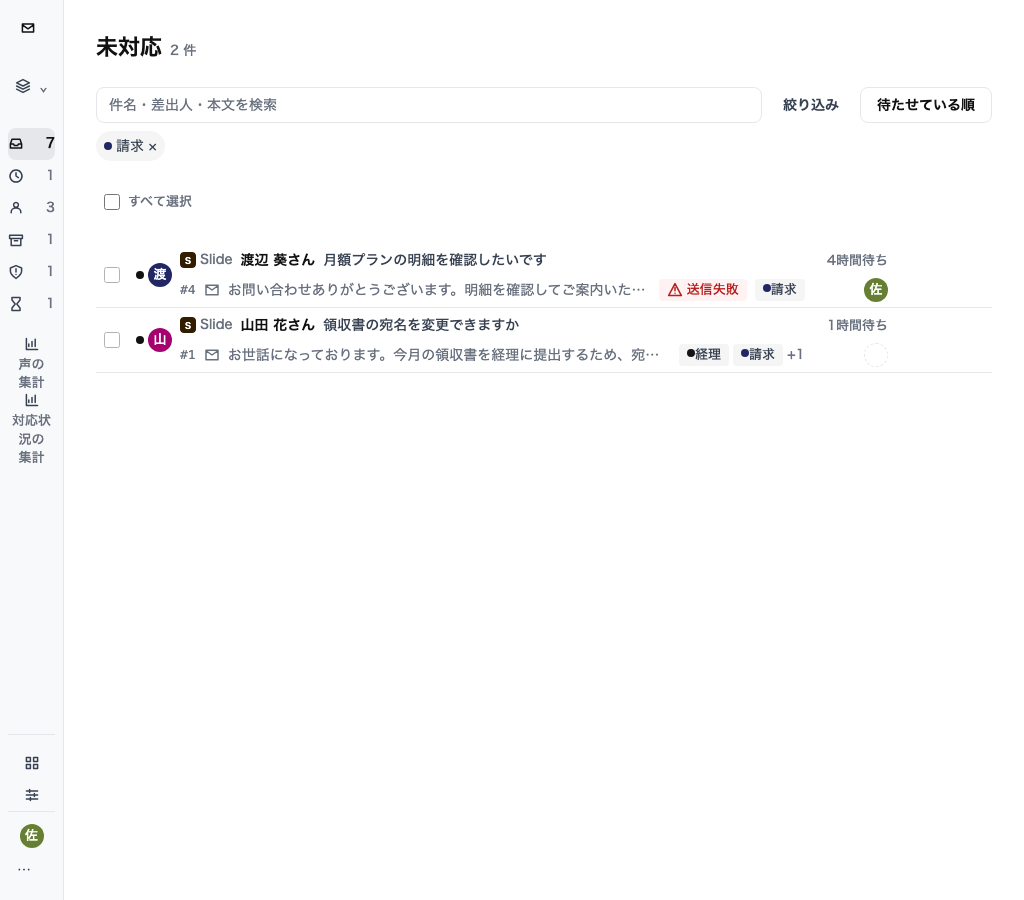 未対応 2 件
件名・差出人・本文を検索
絞り込み
待たせている順
請求 ×
すべて選択
7
1
3
1
1
1
声の
集計
対応状
況の
集計
渡
S Slide 渡辺 葵さん 月額プランの明細を確認したいです 4時間待ち
#4 お問い合わせありがとうございます。明細を確認してご案内いた… 送信失敗 請求 佐
山
S Slide 山田 花さん 領収書の宛名を変更できますか 1時間待ち
#1 お世話になっております。今月の領収書を経理に提出するため、宛… 経理 請求 +1
佐
…